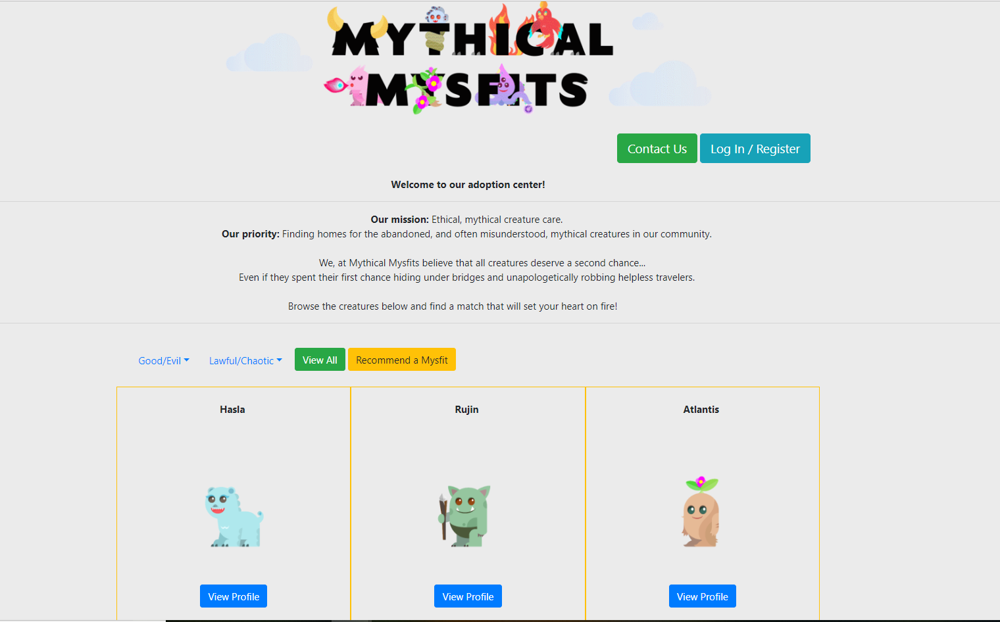 MYTHICAL
MYSFITS
Contact Us
Log In / Register
Welcome to our adoption center!
Our mission: Ethical, mythical creature care.
Our priority: Finding homes for the abandoned, and often misunderstood, mythical creatures in our community.
We, at Mythical Mysfits believe that all creatures deserve a second chance...
Even if they spent their first chance hiding under bridges and unapologetically robbing helpless travelers.
Browse the creatures below and find a match that will set your heart on fire!
Good/Evil
Lawful/Chaotic
View All
Recommend a Mysfit
Hasla
Rujin
Atlantis
View Profile
View Profile
View Profile